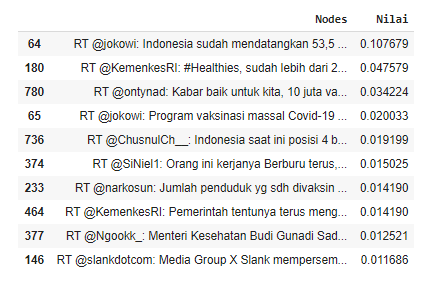 Nodes Nilai
64 RT @jokowi: Indonesia sudah mendatangkan 53,5 ... 0.107679
180 RT @KemenkesRI: #Healthies, sudah lebih dari 2... 0.047579
780 RT @ontynad: Kabar baik untuk kita, 10 juta va... 0.034224
65 RT @jokowi: Program vaksinasi massal Covid-19 ... 0.020033
736 RT @ChusnulCh__: Indonesia saat ini posisi 4 b... 0.019199
374 RT @SiNiel1: Orang ini kerjanya Berburu terus,... 0.015025
233 RT @narkosun: Jumlah penduduk yg sdh divaksin ... 0.014190
464 RT @KemenkesRI: Pemerintah tentunya terus meng... 0.014190
377 RT @Ngookk_: Menteri Kesehatan Budi Gunadi Sad... 0.012521
146 RT @slankdotcom: Media Group X Slank mempersem... 0.011686